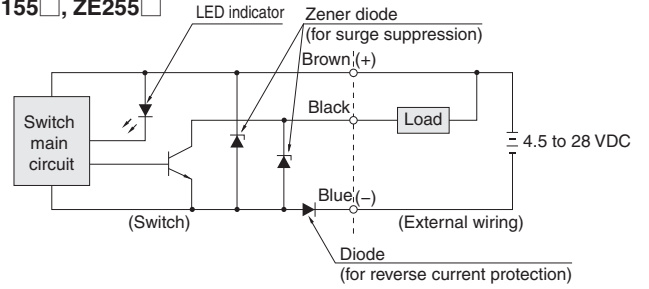 155□, ZE255□
LED indicator
Zener diode
(for surge suppression)
Brown (+)
Black
Switch
main
circuit
Load
4.5 to 28 VDC
Blue (−)
(Switch)
(External wiring)
Diode
(for reverse current protection)